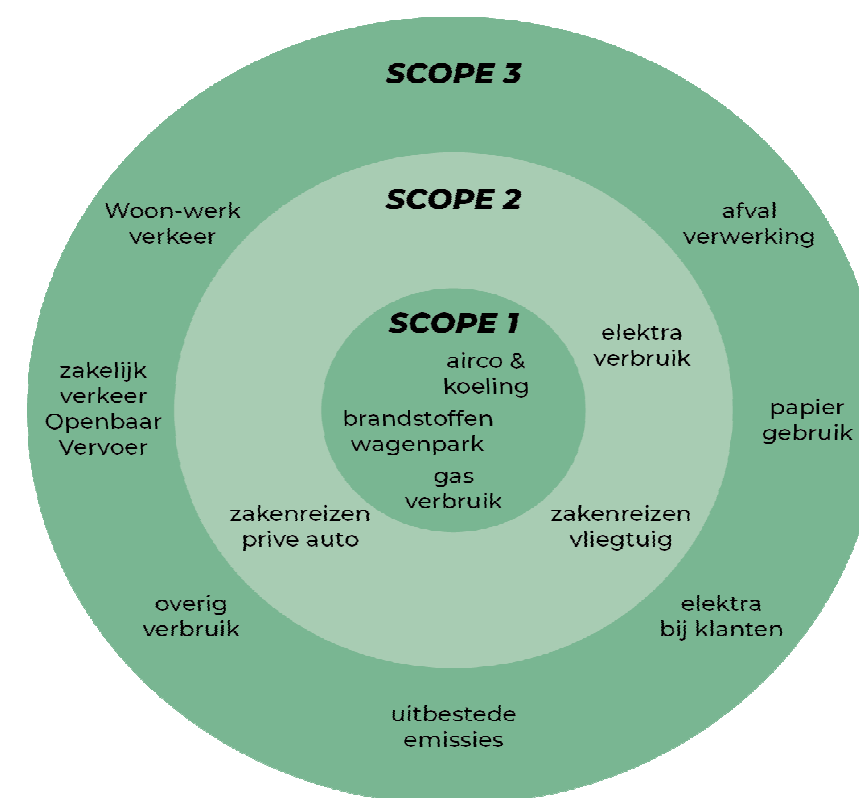 SCOPE 3
Woon-werk
verkeer
afval
verwerking
SCOPE 2
SCOPE 1
airco &
koeling
brandstoffen
wagenpark
gas
verbruik
elektra
verbruik
zakelijk
verkeer
Openbaar
Vervoer
papier
gebruik
zakenreizen
prive auto
zakenreizen
vliegtuig
overig
verbruik
elektra
bij klanten
uitbestede
emissies